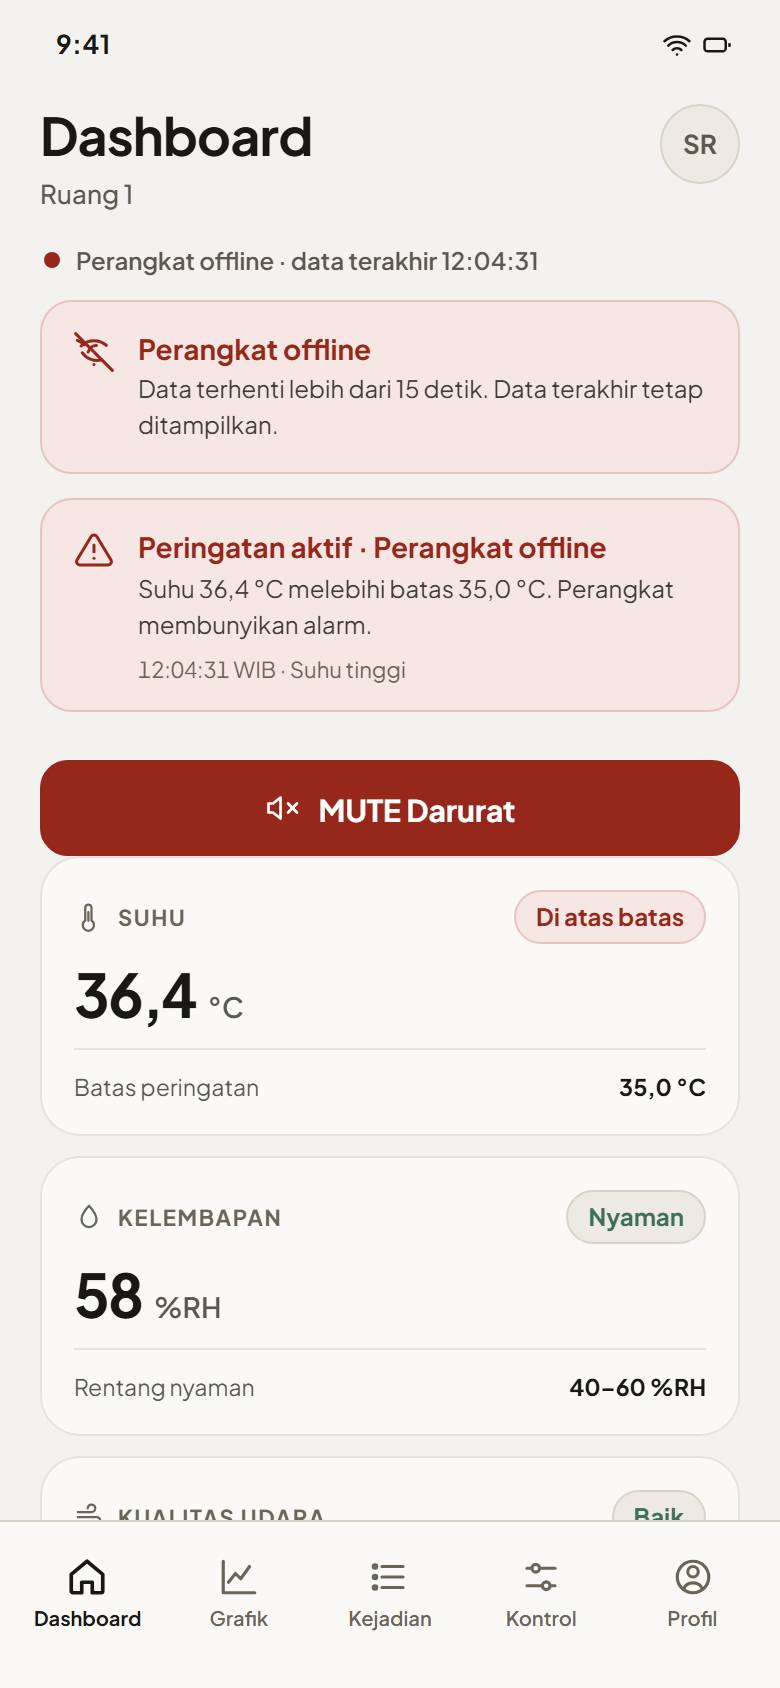 9:41
Dashboard
SR
Ruang 1
Perangkat offline · data terakhir 12:04:31
Perangkat offline
Data terhenti lebih dari 15 detik. Data terakhir tetap
ditampilkan.
Peringatan aktif · Perangkat offline
Suhu 36,4 °C melebihi batas 35,0 °C. Perangkat
membunyikan alarm.
12:04:31 WIB · Suhu tinggi
MUTE Darurat
SUHU
Di atas batas
36,4 °C
Batas peringatan
35,0 °C
KELEMBAPAN
Nyaman
58 %RH
Rentang nyaman
40–60 %RH
KUALITAS UDARA
Baik
Dashboard
Grafik
Kejadian
Kontrol
Profil